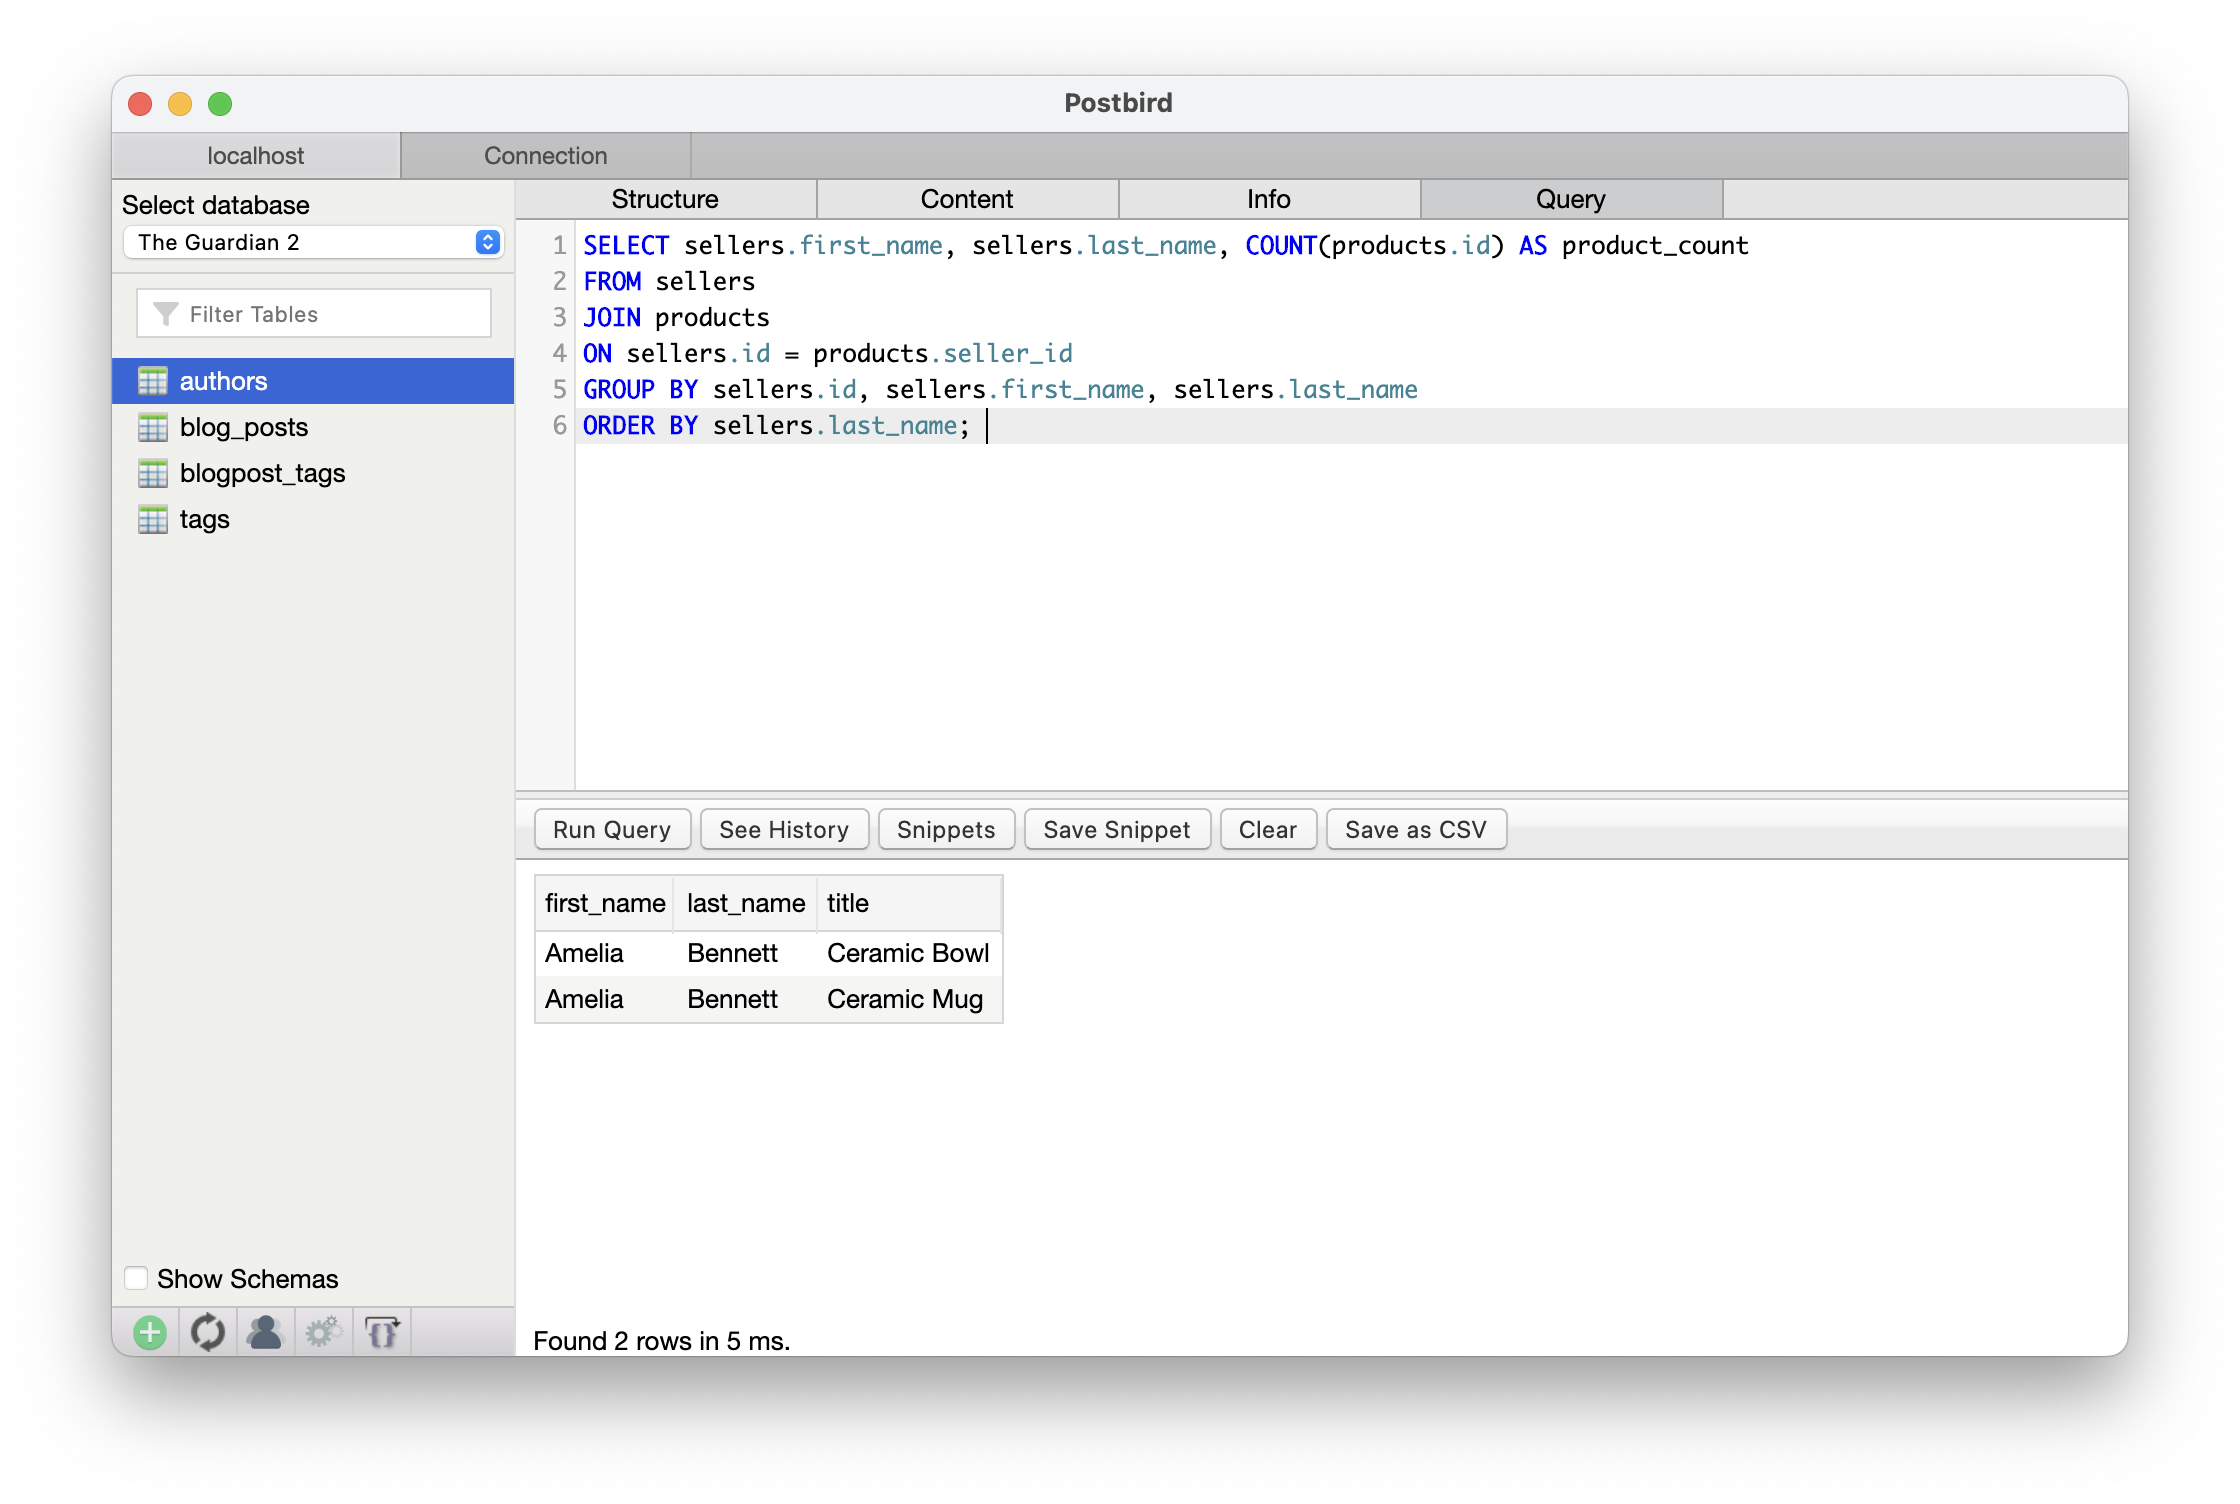 Postbird
localhost Connection
Select database
The Guardian 2
Filter Tables
authors
blog_posts
blogpost_tags
tags
Show Schemas
Structure Content Info Query
1 SELECT sellers.first_name, sellers.last_name, COUNT(products.id) AS product_count
2 FROM sellers
3 JOIN products
4 ON sellers.id = products.seller_id
5 GROUP BY sellers.id, sellers.first_name, sellers.last_name
6 ORDER BY sellers.last_name;
Run Query See History Snippets Save Snippet Clear Save as CSV
first_name last_name title
Amelia Bennett Ceramic Bowl
Amelia Bennett Ceramic Mug
Found 2 rows in 5 ms.